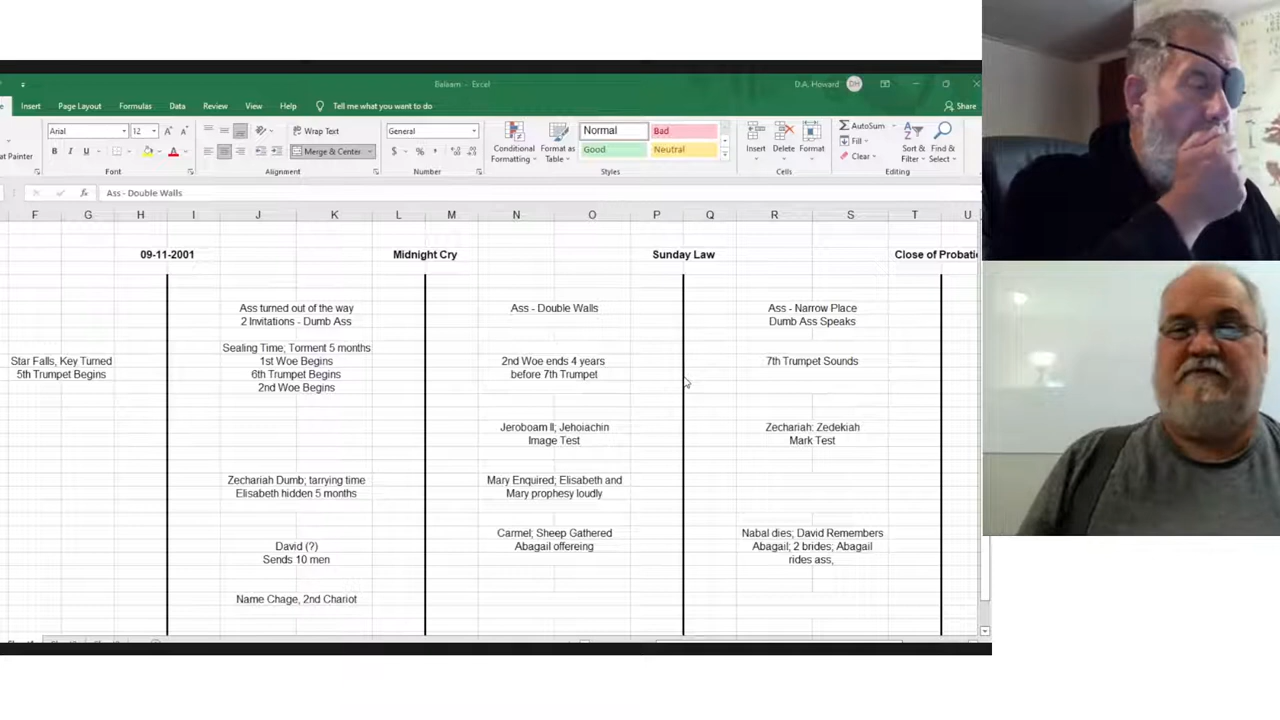 Balaam - Excel
D.A. Howard
DH
Insert
Page Layout
Formulas
Data
Review
View
Help
Tell me what you want to do
Share
Arial
12
Wrap Text
General
Normal
Bad
AutoSum
at Painter
B I U
Merge & Center
$ %
Conditional
Formatting
Format as
Table
Good
Neutral
Insert
Delete
Format
Fill
Clear
Sort &
Filter
Find &
Select
Font
Alignment
Number
Styles
Cells
Editing
fx
Ass - Double Walls
F G H I J K L M N O P Q R S T U
09-11-2001
Midnight Cry
Sunday Law
Close of Probatio
Ass turned out of the way
2 Invitations - Dumb Ass
Ass - Double Walls
Ass - Narrow Place
Dumb Ass Speaks
Star Falls, Key Turned
5th Trumpet Begins
Sealing Time; Torment 5 months
1st Woe Begins
6th Trumpet Begins
2nd Woe Begins
2nd Woe ends 4 years
before 7th Trumpet
7th Trumpet Sounds
Jeroboam II; Jehoiachin
Image Test
Zechariah: Zedekiah
Mark Test
Zechariah Dumb; tarrying time
Elisabeth hidden 5 months
Mary Enquired; Elisabeth and
Mary prophesy loudly
David (?)
Sends 10 men
Carmel; Sheep Gathered
Abagail offereing
Nabal dies; David Remembers
Abagail; 2 brides; Abagail
rides ass,
Name Chage, 2nd Chariot